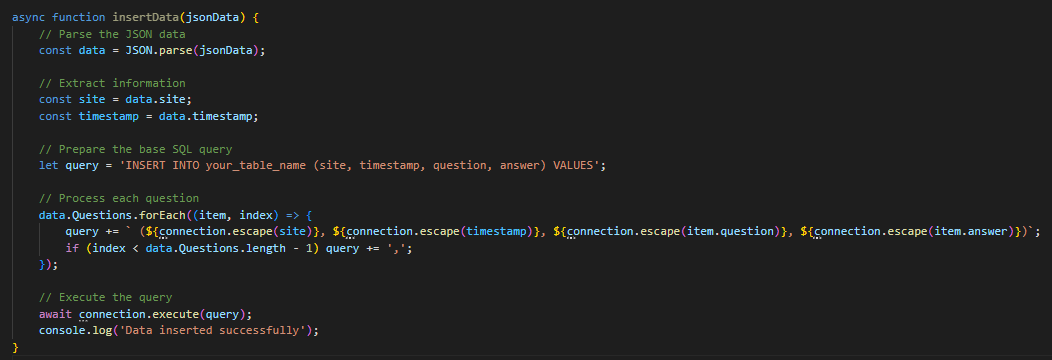 async function insertData(jsonData) {
// Parse the JSON data
const data = JSON.parse(jsonData);
// Extract information
const site = data.site;
const timestamp = data.timestamp;
// Prepare the base SQL query
let query = 'INSERT INTO your_table_name (site, timestamp, question, answer) VALUES';
// Process each question
data.Questions.forEach((item, index) => {
query += ` (${connection.escape(site)}, ${connection.escape(timestamp)}, ${connection.escape(item.question)}, ${connection.escape(item.answer)})`;
if (index < data.Questions.length - 1) query += ',';
});
// Execute the query
await connection.execute(query);
console.log('Data inserted successfully');
}